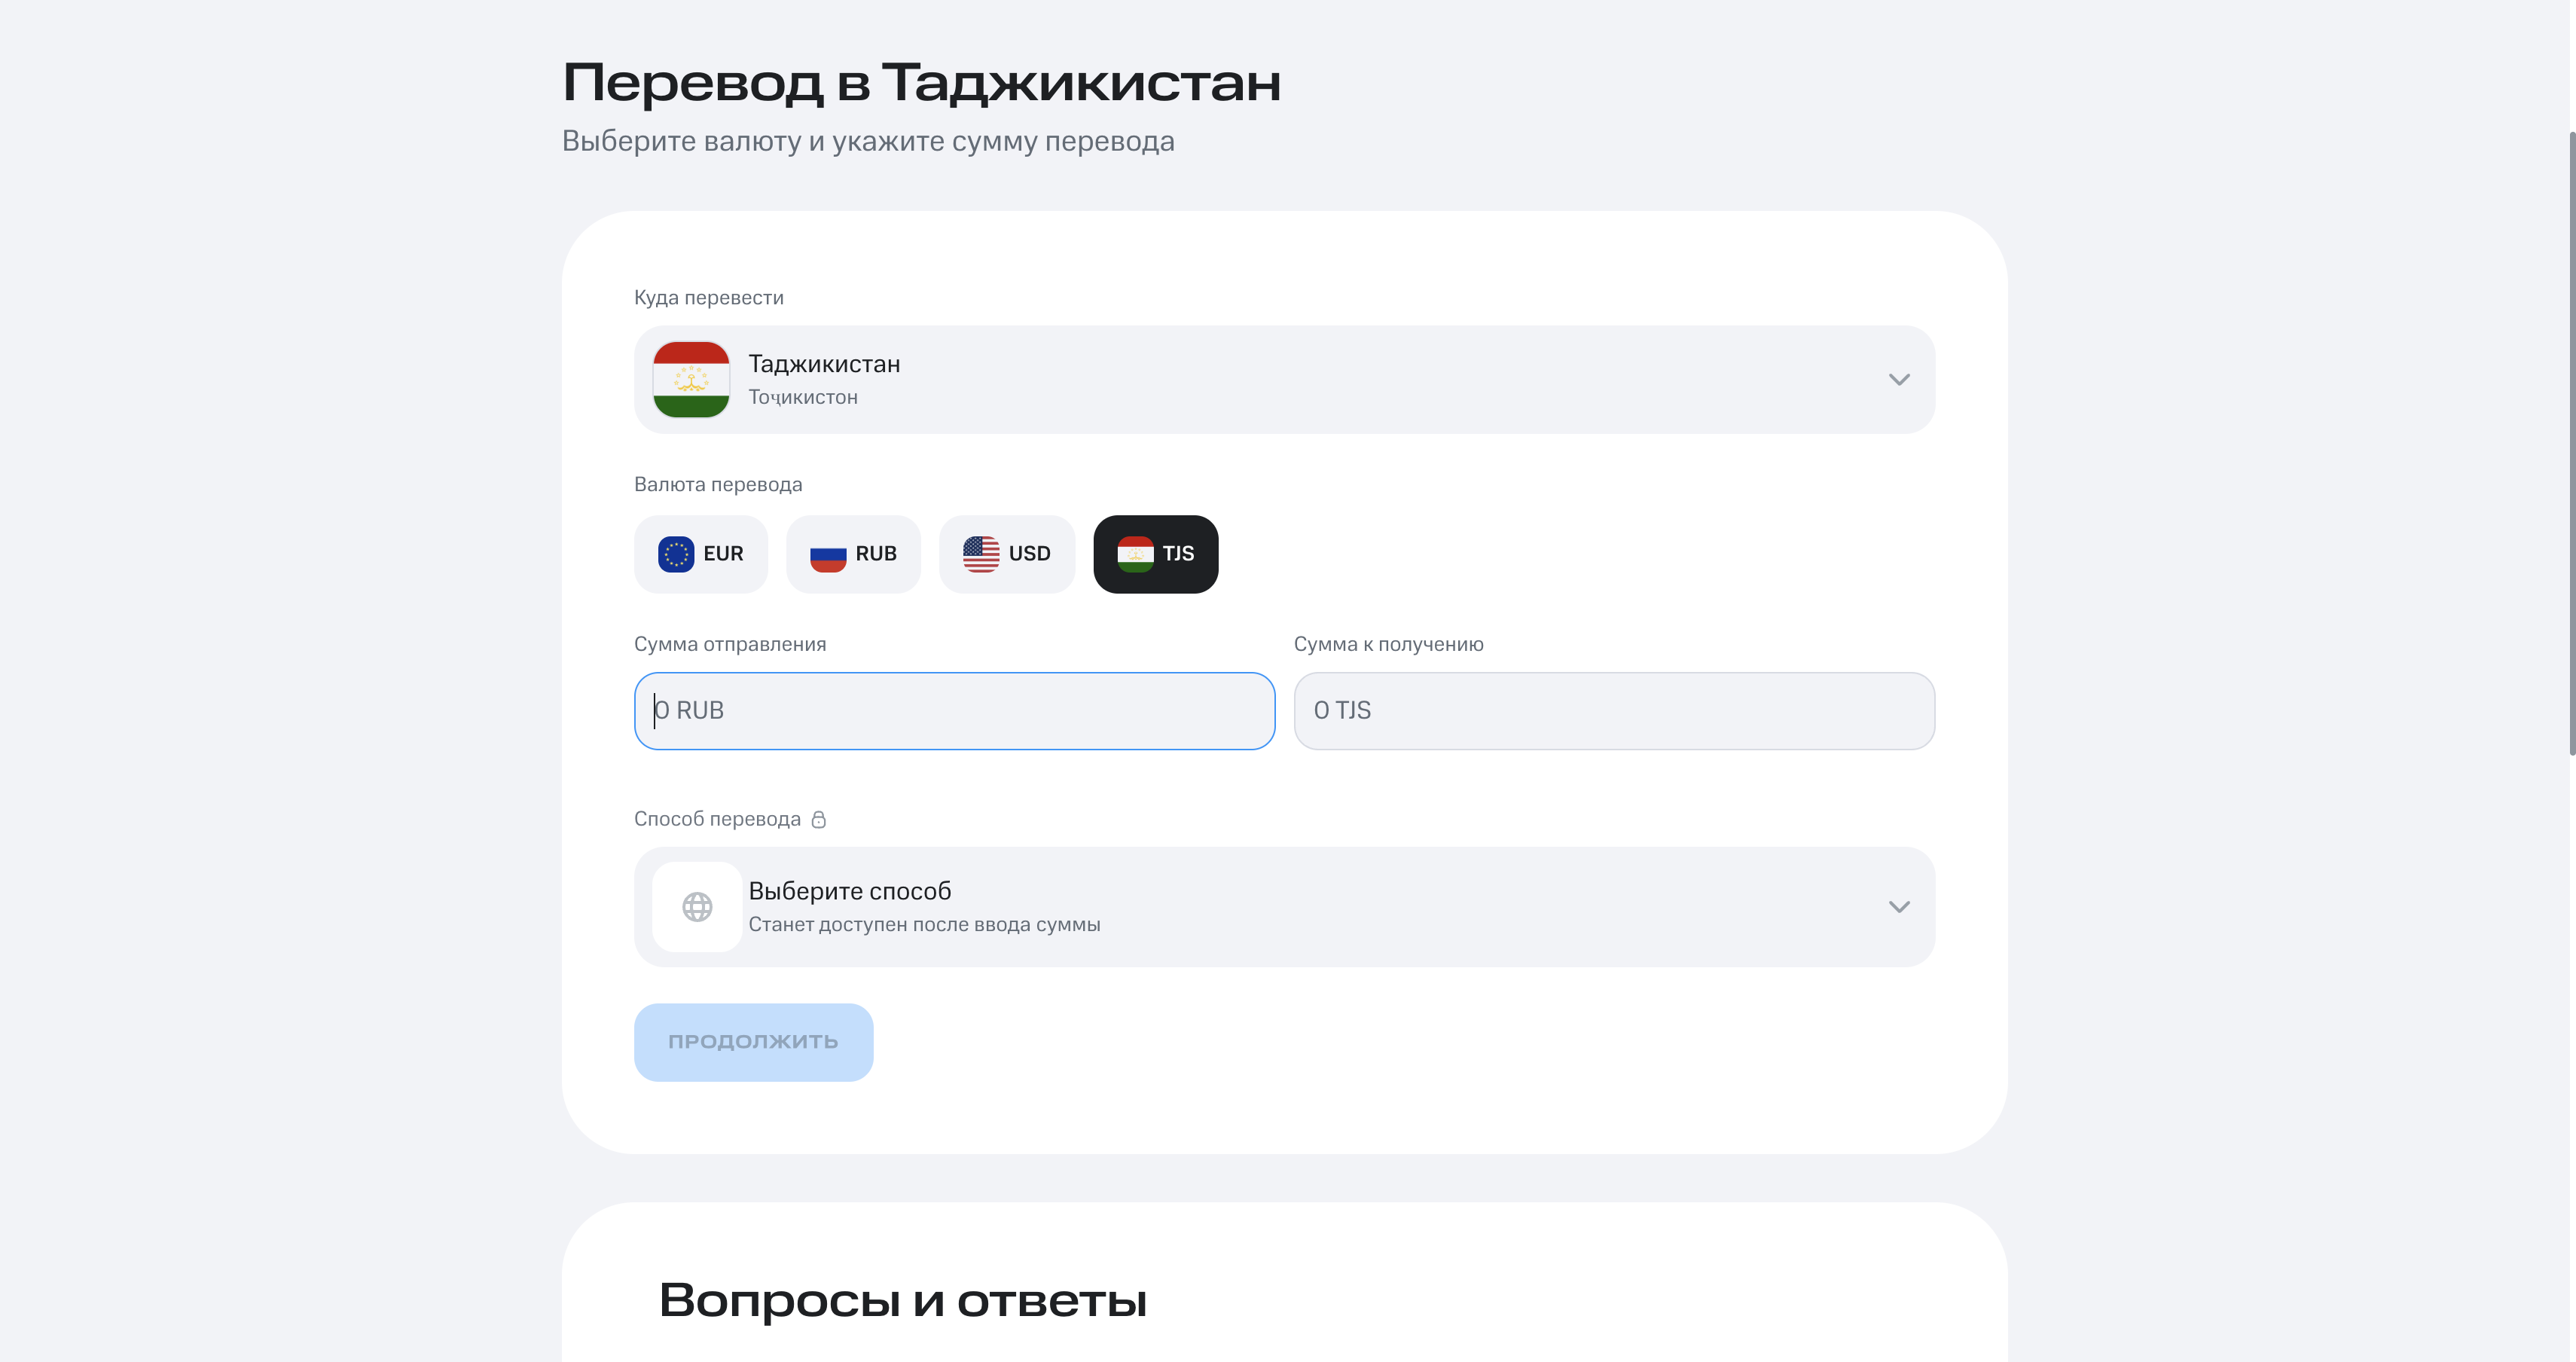 Перевод в Таджикистан
Выберите валюту и укажите сумму перевода
Куда перевести
Таджикистан
Тоҷикистон
Валюта перевода
EUR RUB USD TJS
Сумма отправления Сумма к получению
0 RUB 0 TJS
Способ перевода
Выберите способ
Станет доступен после ввода суммы
ПРОДОЛЖИТЬ
Вопросы и ответы